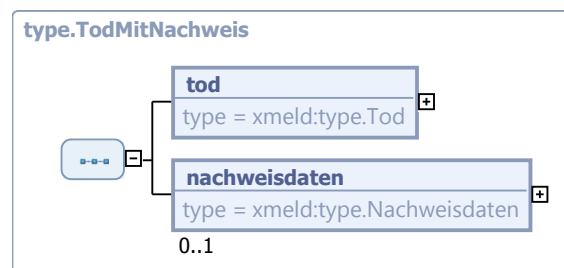 type.TodMitNachweis
tod
type = xmeld:type.Tod
nachweisdaten
type = xmeld:type.Nachweisdaten
0..1